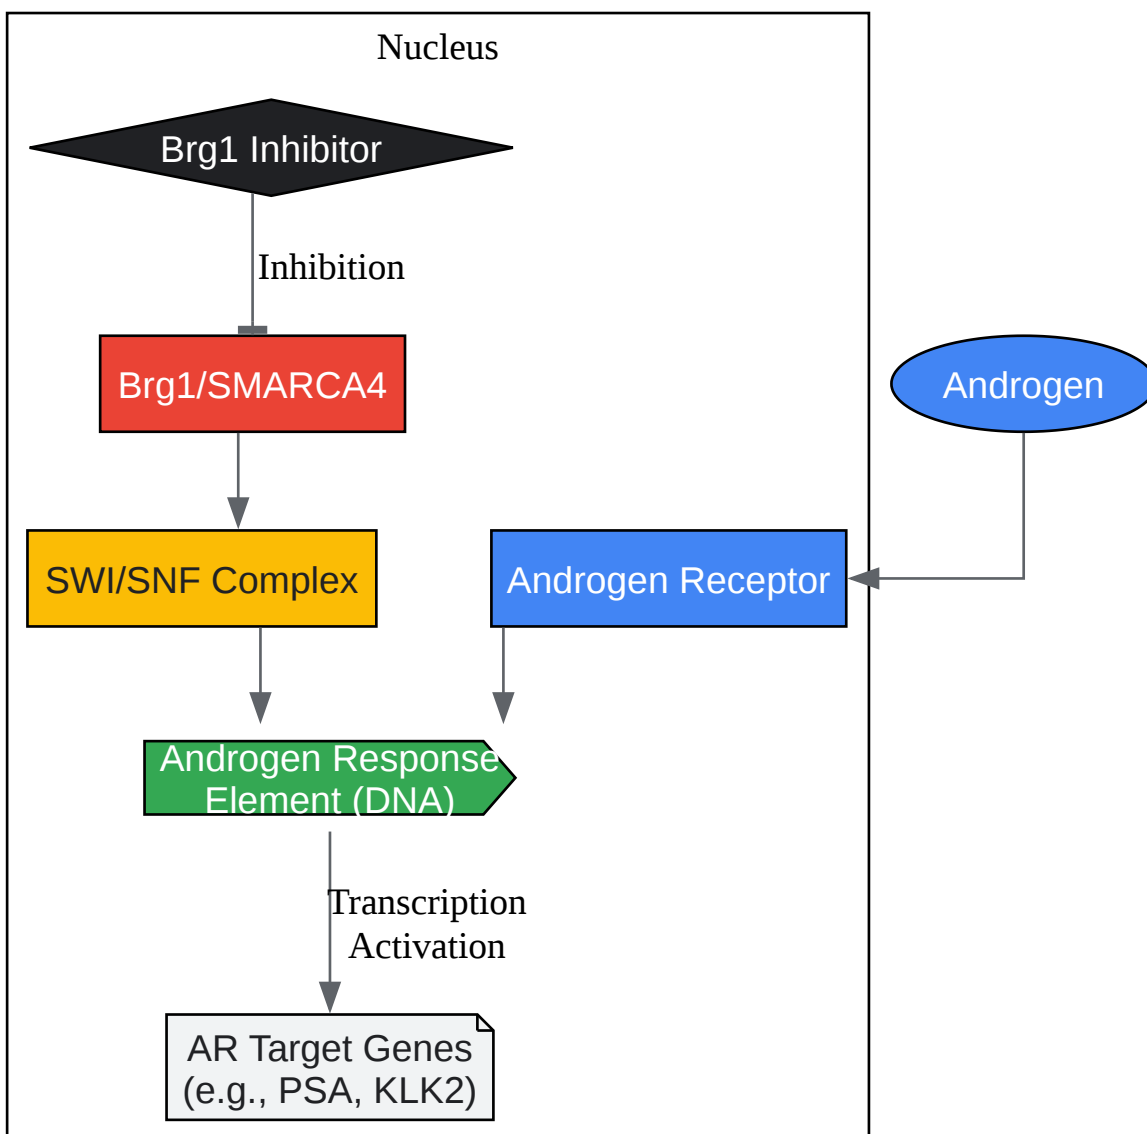 Nucleus
Brg1 Inhibitor
Inhibition
Brg1/SMARCA4
Androgen
SWI/SNF Complex
Androgen Receptor
Androgen Response
Element (DNA)
Transcription
Activation
AR Target Genes
(e.g., PSA, KLK2)